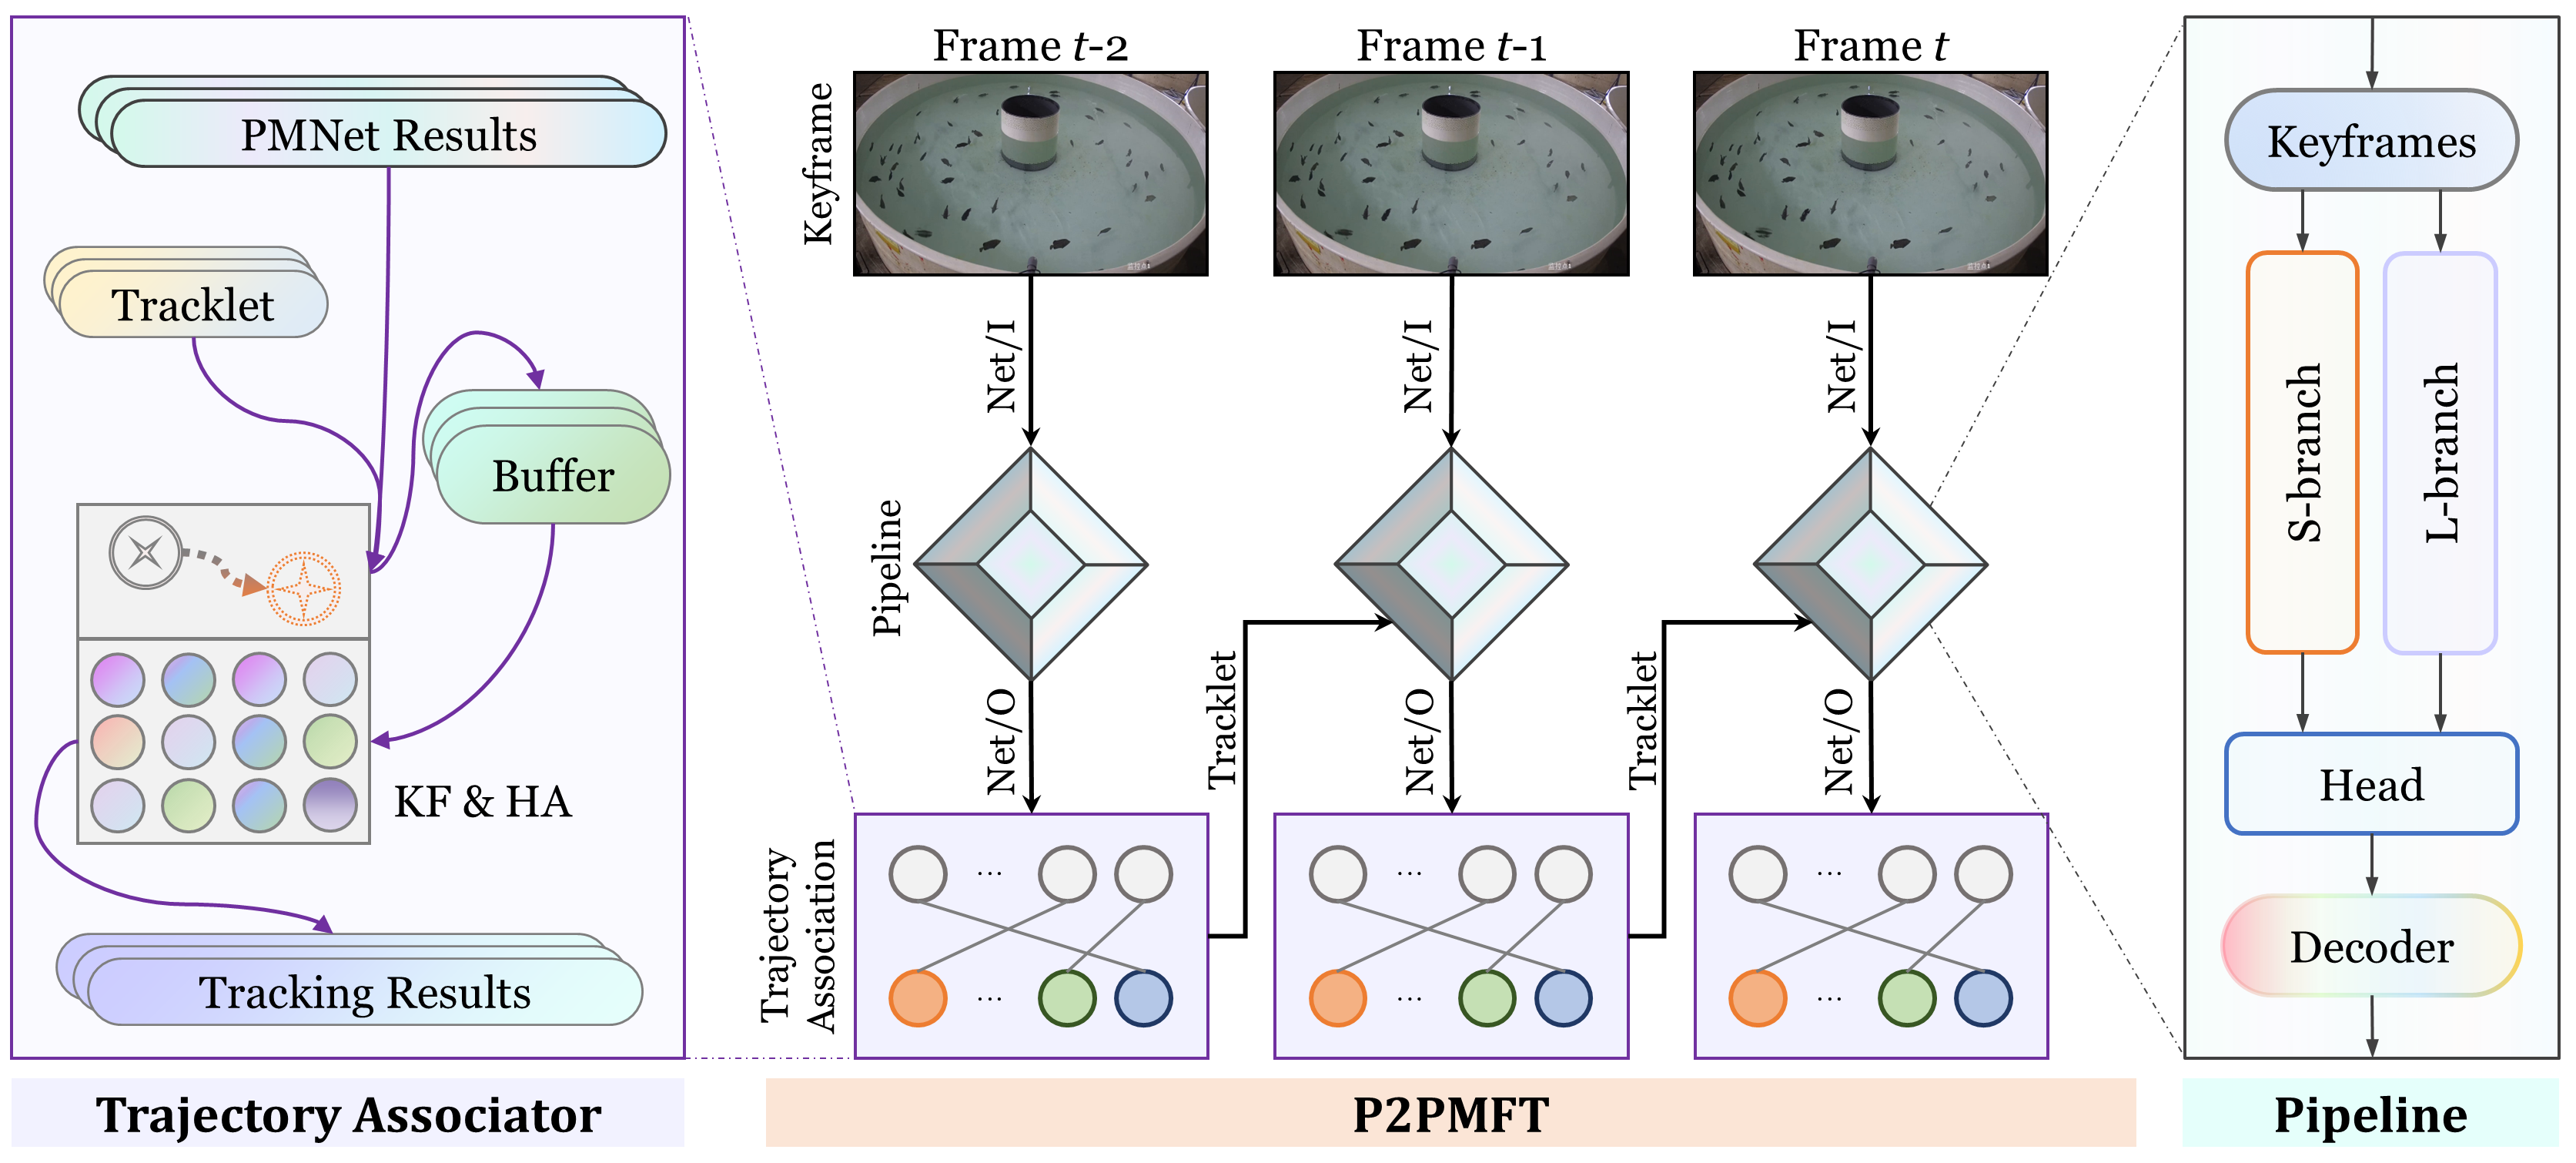 PMNet Results
Tracklet
Buffer
KF & HA
Tracking Results
Trajectory Associator
Frame t-2
Frame t-1
Frame t
Keyframe
Net/I
Net/I
Net/I
Pipeline
Tracklet
Tracklet
Net/O
Net/O
Net/O
Trajectory
Association
...
...
...
...
...
...
P2PMFT
Keyframes
S-branch
L-branch
Head
Decoder
Pipeline